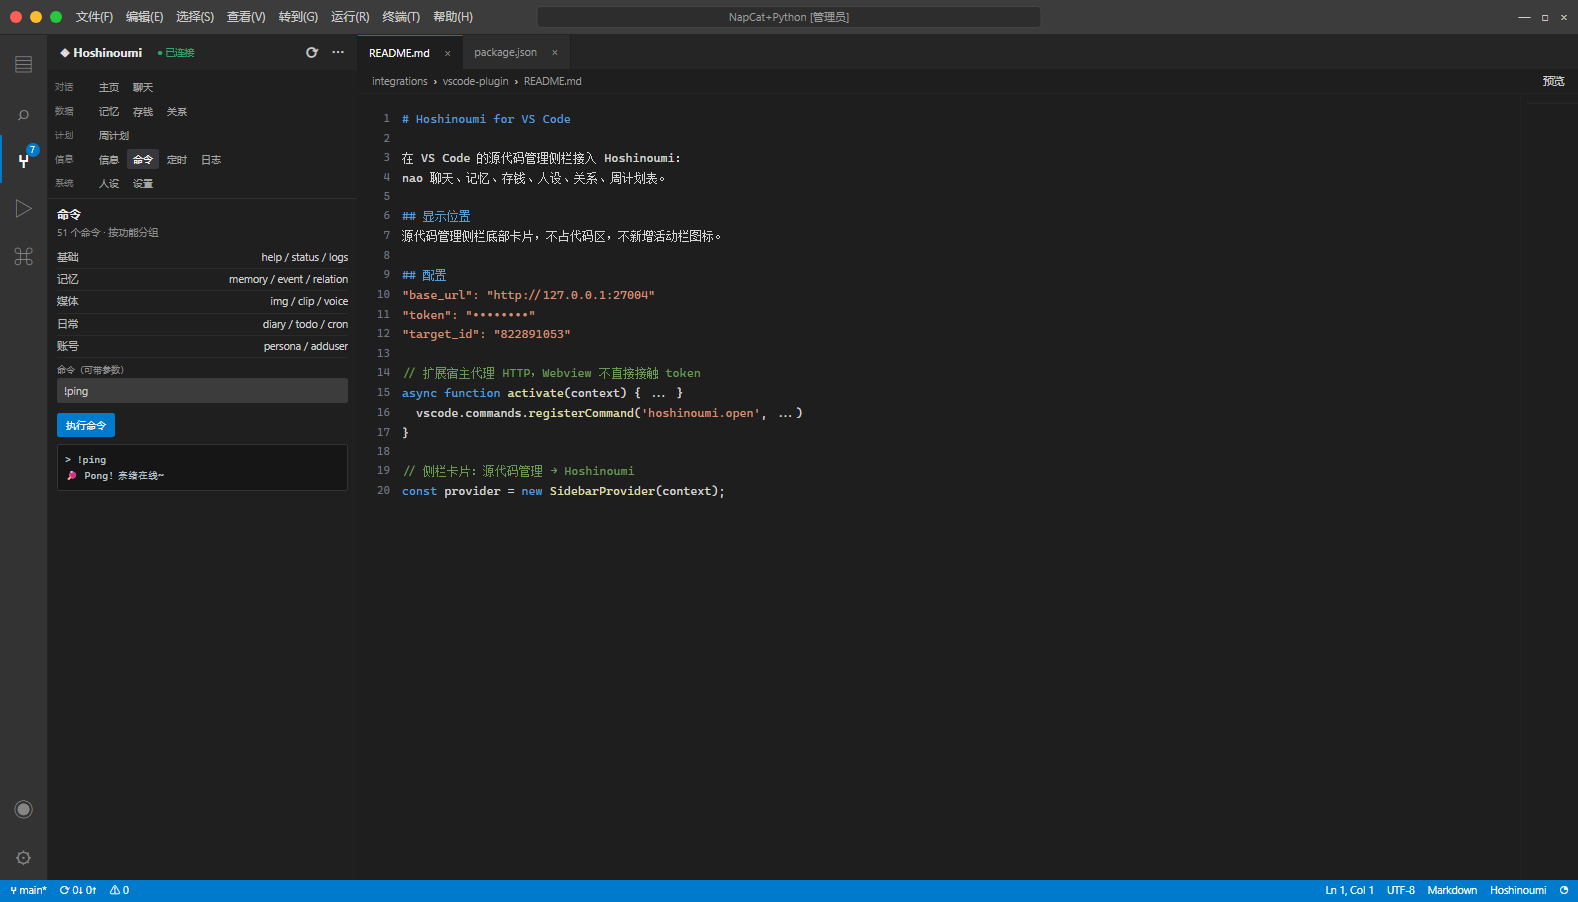 文件(F) 编辑(E) 选择(S) 查看(V) 转到(G) 运行(R) 终端(T) 帮助(H)
NapCat+Python [管理员]
◆ Hoshinoumi ● 已连接
对话 主页 聊天
数据 记忆 存钱 关系
计划 周计划
信息 信息 命令 定时 日志
系统 人设 设置
命令
51 个命令 · 按功能分组
基础 help / status / logs
记忆 memory / event / relation
媒体 img / clip / voice
日常 diary / todo / cron
账号 persona / adduser
命令（可带参数）
!ping
执行命令
> !ping
🏓 Pong! 奈绪在线~
7
README.md × package.json ×
integrations › vscode-plugin › README.md
预览
1 # Hoshinoumi for VS Code
2
3 在 VS Code 的源代码管理侧栏接入 Hoshinoumi:
4 nao 聊天、记忆、存钱、人设、关系、周计划表。
5
6 ## 显示位置
7 源代码管理侧栏底部卡片，不占代码区，不新增活动栏图标。
8
9 ## 配置
10 "base_url": "http://127.0.0.1:27004"
11 "token": "••••••••"
12 "target_id": "822891053"
13
14 // 扩展宿主代理 HTTP，Webview 不直接接触 token
15 async function activate(context) { ... }
16 vscode.commands.registerCommand('hoshinoumi.open', ...)
17 }
18
19 // 侧栏卡片: 源代码管理 → Hoshinoumi
20 const provider = new SidebarProvider(context);
main* 0↓ 0↑ ⚠ 0
Ln 1, Col 1 UTF-8 Markdown Hoshinoumi